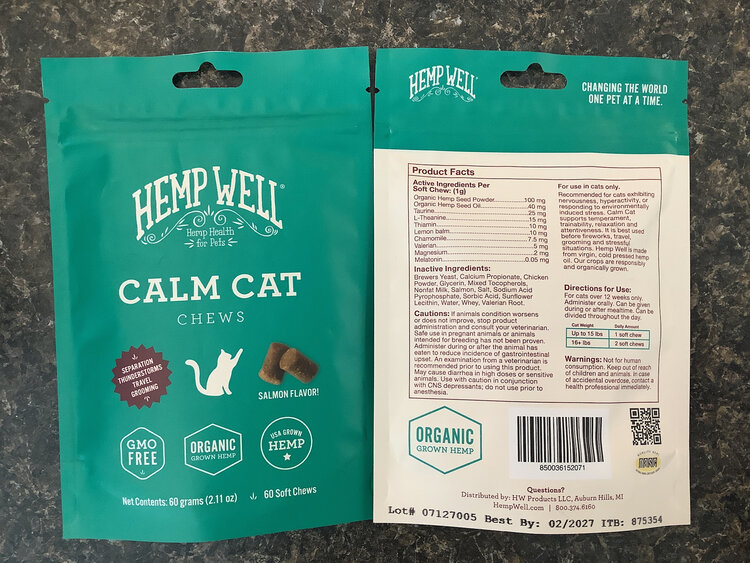 HEMP WELL®
Hemp Health
for Pets
CALM CAT
CHEWS
SEPARATION
THUNDERSTORMS
TRAVEL
GROOMING
SALMON FLAVOR!
GMO
FREE
ORGANIC
GROWN HEMP
USA GROWN
HEMP
Net Contents: 60 grams (2.11 oz)
60 Soft Chews
HEMP WELL®
CHANGING THE WORLD
ONE PET AT A TIME.
Product Facts
Active Ingredients Per
Soft Chew: (1g)
Organic Hemp Seed Powder..........100 mg
Organic Hemp Seed Oil..........40 mg
Taurine..........25 mg
L-Theanine..........15 mg
Thiamin..........10 mg
Lemon balm..........10 mg
Chamomile..........7.5 mg
Valerian..........5 mg
Magnesium..........2 mg
Melatonin..........0.05 mg
Inactive Ingredients:
Brewers Yeast, Calcium Propionate, Chicken
Powder, Glycerin, Mixed Tocopherols,
Nonfat Milk, Salmon, Salt, Sodium Acid
Pyrophosphate, Sorbic Acid, Sunflower
Lecithin, Water, Whey, Valerian Root.
Cautions: If animals condition worsens
or does not improve, stop product
administration and consult your veterinarian.
Safe use in pregnant animals or animals
intended for breeding has not been proven.
Administer during or after the animal has
eaten to reduce incidence of gastrointestinal
upset. An examination from a veterinarian is
recommended prior to using this product.
May cause diarrhea in high doses or sensitive
animals. Use with caution in conjunction
with CNS depressants; do not use prior to
anesthesia.
For use in cats only.
Recommended for cats exhibiting
nervousness, hyperactivity, or
responding to environmentally
induced stress. Calm Cat
supports temperament,
trainability, relaxation and
attentiveness. It is best used
before fireworks, travel,
grooming and stressful
situations. Hemp Well is made
from virgin, cold pressed hemp
oil. Our crops are responsibly
and organically grown.
Directions for Use:
For cats over 12 weeks only.
Administer orally. Can be given
during or after mealtime. Can be
divided throughout the day.
Cat Weight Daily Amount
Up to 15 lbs 1 soft chew
16+ lbs 2 soft chews
Warnings: Not for human
consumption. Keep out of reach
of children and animals. In case
of accidental overdose, contact a
health professional immediately.
ORGANIC
GROWN HEMP
850036152071
Questions?
Distributed by: HW Products LLC, Auburn Hills, MI
HempWell.com | 800.374.6160
Lot# 07127005 Best By: 02/2027 ITB: 875354